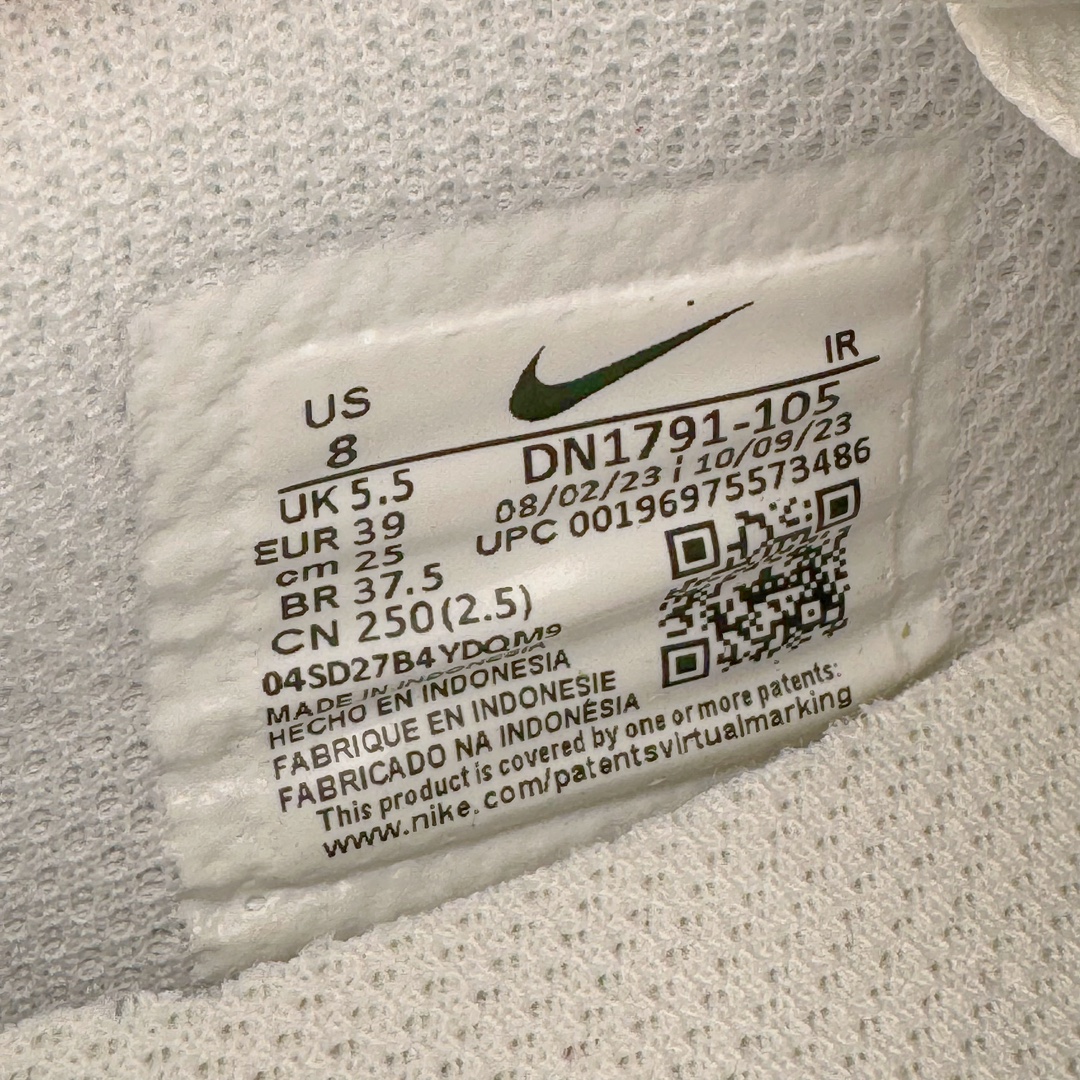 US
8
IR
UK 5.5
EUR 39
cm 25
BR 37.5
CN 250(2.5)
DN1791-105
08/02/23 ¡ 10/09/23
UPC 00196975573486
04SD27B4YDQM9
MADE IN INDONESIA
HECHO EN INDONESIA
FABRIQUE EN INDONESIE
FABRICADO NA INDONÉSIA
This product is covered by one or more patents:
www.nike.com/patentsvirtualmarking